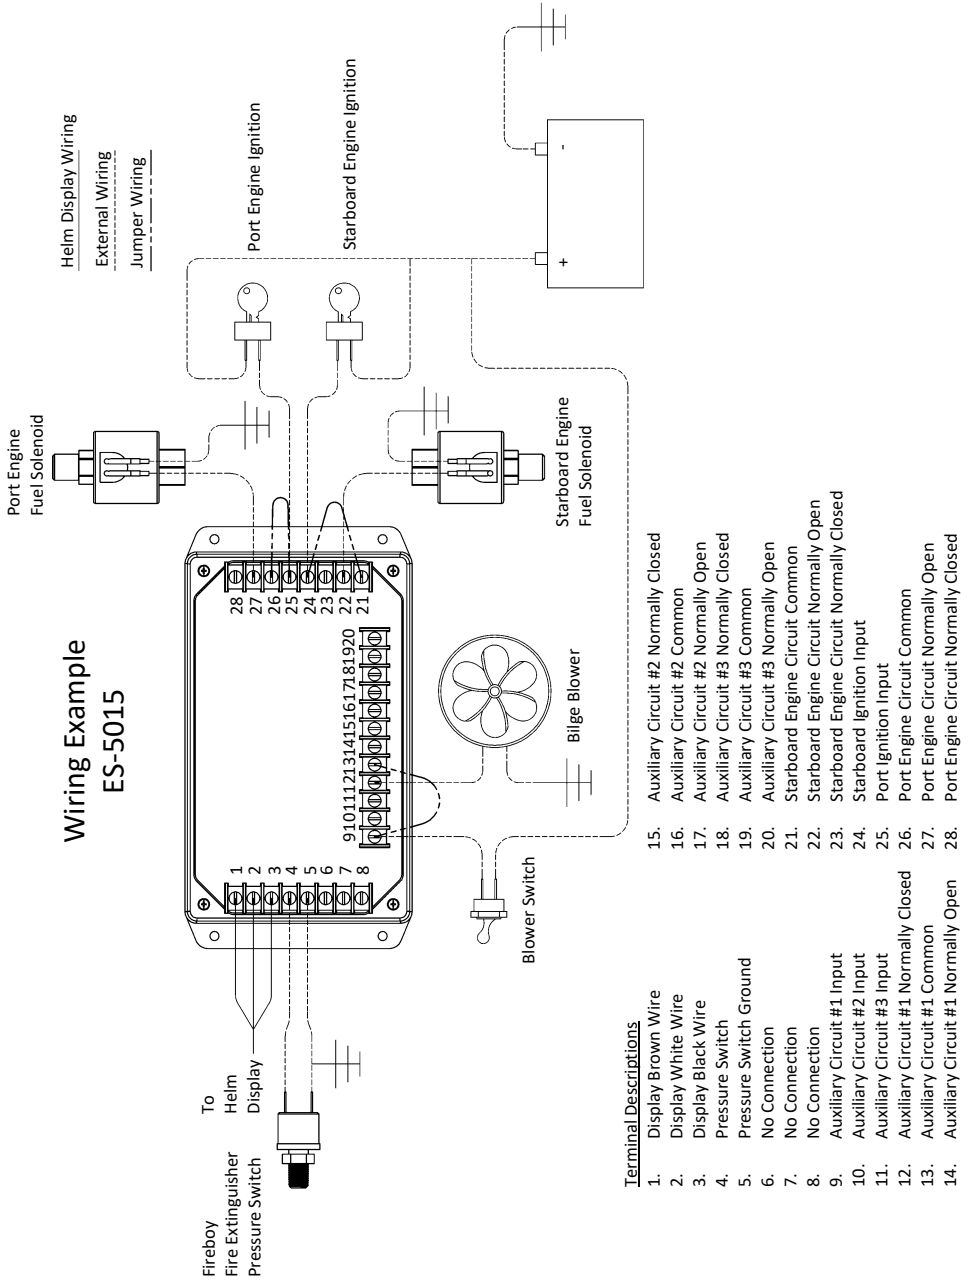 Wiring Example
ES-5015
Helm Display Wiring
External Wiring
Jumper Wiring
Port Engine
Fuel Solenoid
Port Engine Ignition
Starboard Engine Ignition
Starboard Engine
Fuel Solenoid
Fireboy
Fire Extinguisher
Pressure Switch
To
Helm
Display
1
2
3
4
5
6
7
8
9 10 11 12 13 14 15 16 17 18 19 20
28
27
26
25
24
23
22
21
+
-
Blower Switch
Bilge Blower
Terminal Descriptions
1. Display Brown Wire
2. Display White Wire
3. Display Black Wire
4. Pressure Switch
5. Pressure Switch Ground
6. No Connection
7. No Connection
8. No Connection
9. Auxiliary Circuit #1 Input
10. Auxiliary Circuit #2 Input
11. Auxiliary Circuit #3 Input
12. Auxiliary Circuit #1 Normally Closed
13. Auxiliary Circuit #1 Common
14. Auxiliary Circuit #1 Normally Open
15. Auxiliary Circuit #2 Normally Closed
16. Auxiliary Circuit #2 Common
17. Auxiliary Circuit #2 Normally Open
18. Auxiliary Circuit #3 Normally Closed
19. Auxiliary Circuit #3 Common
20. Auxiliary Circuit #3 Normally Open
21. Starboard Engine Circuit Common
22. Starboard Engine Circuit Normally Open
23. Starboard Engine Circuit Normally Closed
24. Starboard Ignition Input
25. Port Ignition Input
26. Port Engine Circuit Common
27. Port Engine Circuit Normally Open
28. Port Engine Circuit Normally Closed